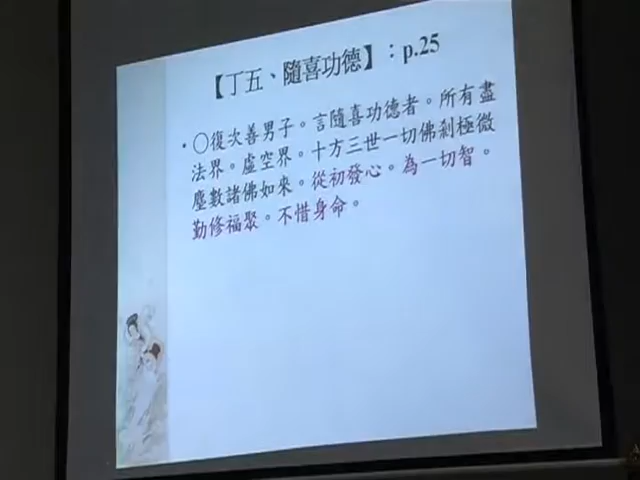 【丁五、隨喜功德】：p.25
•○復次善男子。言隨喜功德者。所有盡
法界。虛空界。十方三世一切佛剎極微
塵數諸佛如來。從初發心。為一切智。
勤修福聚。不惜身命。